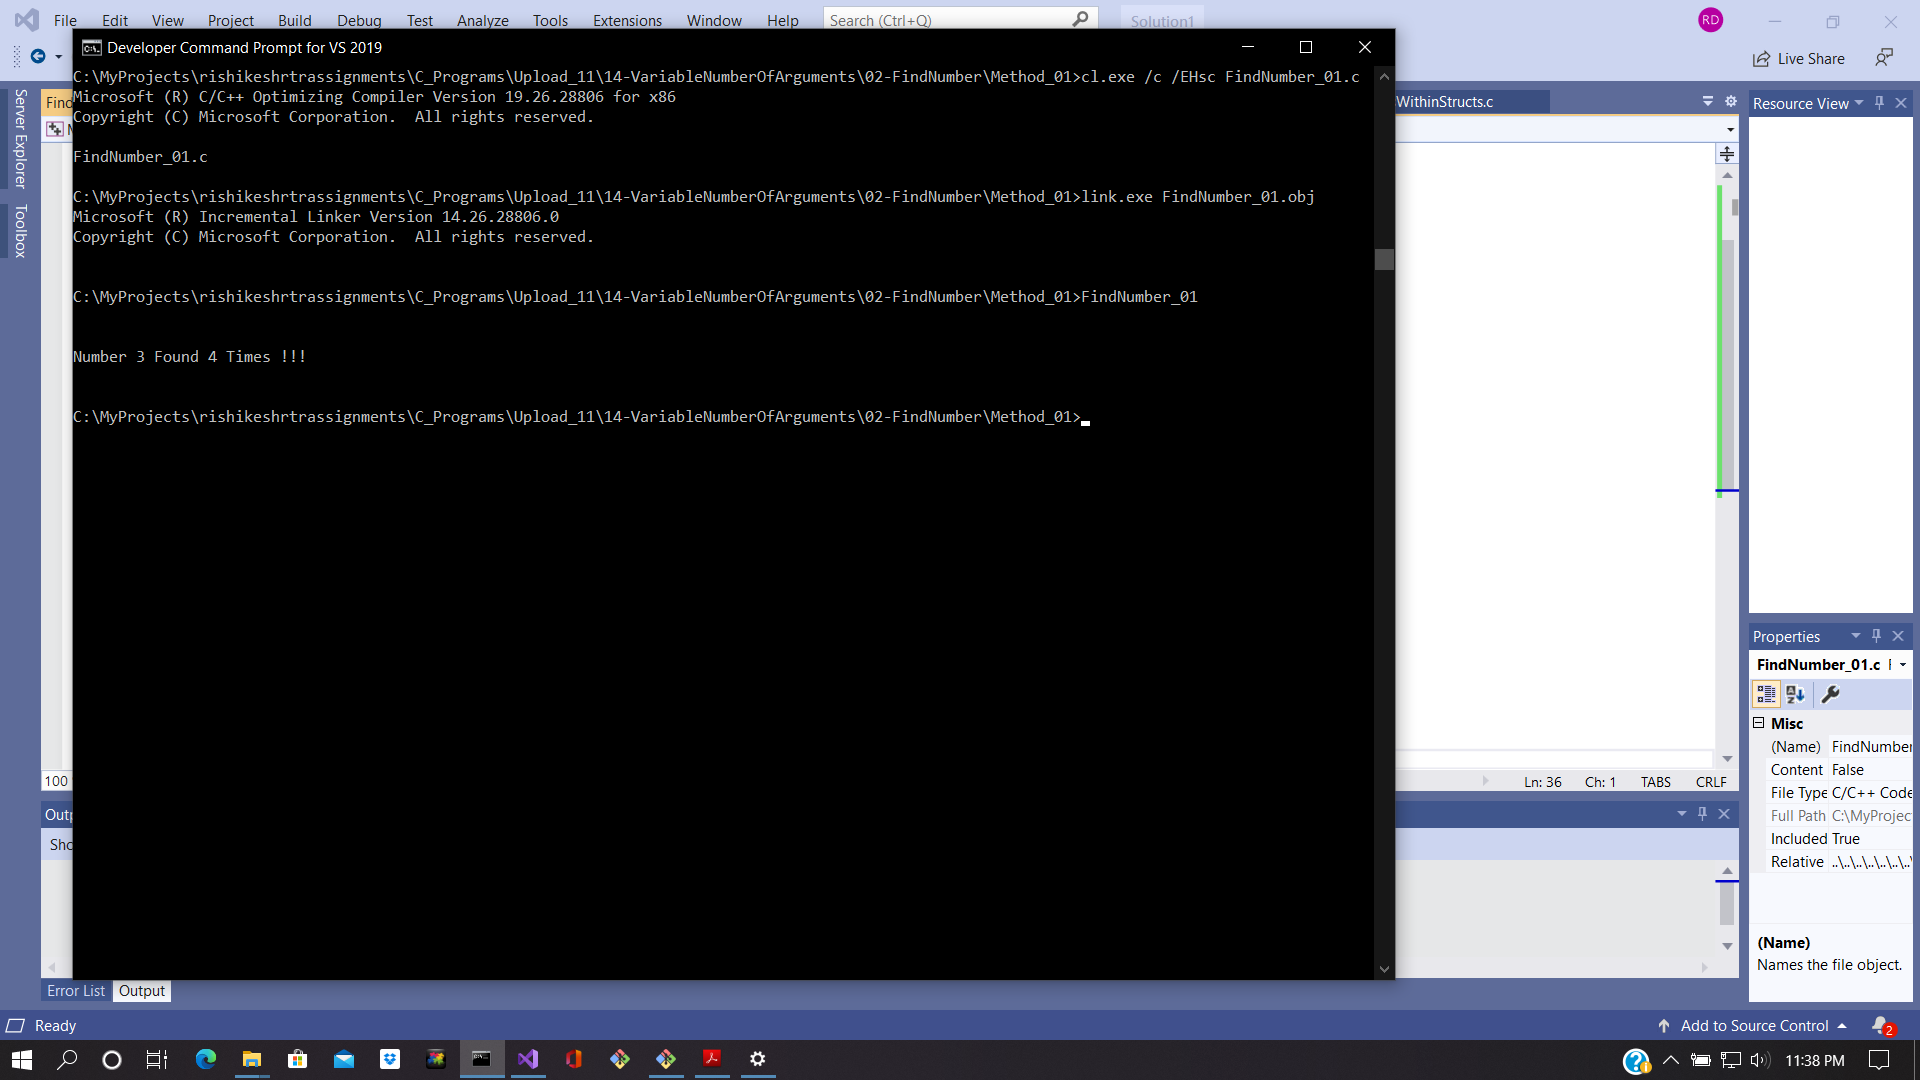 File Edit View Project Build Debug Test Analyze Tools Extensions Window Help Search (Ctrl+Q) Solution1 RD
Live Share
Developer Command Prompt for VS 2019
C:\MyProjects\rishikeshrtrassignments\C_Programs\Upload_11\14-VariableNumberOfArguments\02-FindNumber\Method_01>cl.exe /c /EHsc FindNumber_01.c
Microsoft (R) C/C++ Optimizing Compiler Version 19.26.28806 for x86
Copyright (C) Microsoft Corporation.  All rights reserved.
FindNumber_01.c
C:\MyProjects\rishikeshrtrassignments\C_Programs\Upload_11\14-VariableNumberOfArguments\02-FindNumber\Method_01>link.exe FindNumber_01.obj
Microsoft (R) Incremental Linker Version 14.26.28806.0
Copyright (C) Microsoft Corporation.  All rights reserved.
C:\MyProjects\rishikeshrtrassignments\C_Programs\Upload_11\14-VariableNumberOfArguments\02-FindNumber\Method_01>FindNumber_01
Number 3 Found 4 Times !!!
C:\MyProjects\rishikeshrtrassignments\C_Programs\Upload_11\14-VariableNumberOfArguments\02-FindNumber\Method_01>
Server Explorer
Toolbox
Find
WithinStructs.c
100
Ln: 36 Ch: 1 TABS CRLF
Outp
Sho
Error List Output
Resource View
Properties
FindNumber_01.c
Misc
(Name) FindNumber
Content False
File Type C/C++ Code
Full Path C:\MyProjec
Included True
Relative ..\..\..\..\..\..\
(Name)
Names the file object.
Ready
Add to Source Control 2
11:38 PM